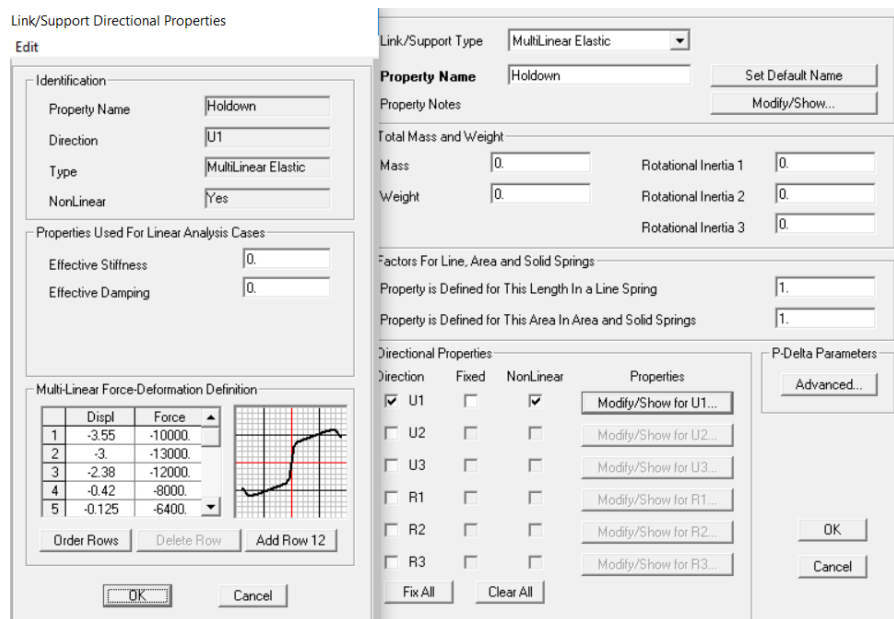 Link/Support Directional Properties
Edit
Identification
Property Name Holdown
Direction U1
Type MultiLinear Elastic
NonLinear Yes
Properties Used For Linear Analysis Cases
Effective Stiffness 0.
Effective Damping 0.
Multi-Linear Force-Deformation Definition
Displ Force
1 -3.55 -10000.
2 -3. -13000.
3 -2.38 -12000.
4 -0.42 -8000.
5 -0.125 -6400.
Order Rows Delete Row Add Row 12
OK Cancel
Link/Support Type MultiLinear Elastic
Property Name Holdown Set Default Name
Property Notes Modify/Show...
Total Mass and Weight
Mass 0. Rotational Inertia 1 0.
Weight 0. Rotational Inertia 2 0.
Rotational Inertia 3 0.
Factors For Line, Area and Solid Springs
Property is Defined for This Length In a Line Spring 1.
Property is Defined for This Area In Area and Solid Springs 1.
Directional Properties
Direction Fixed NonLinear Properties
U1 Modify/Show for U1...
U2 Modify/Show for U2...
U3 Modify/Show for U3...
R1 Modify/Show for R1...
R2 Modify/Show for R2...
R3 Modify/Show for R3...
Fix All Clear All
P-Delta Parameters
Advanced...
OK
Cancel